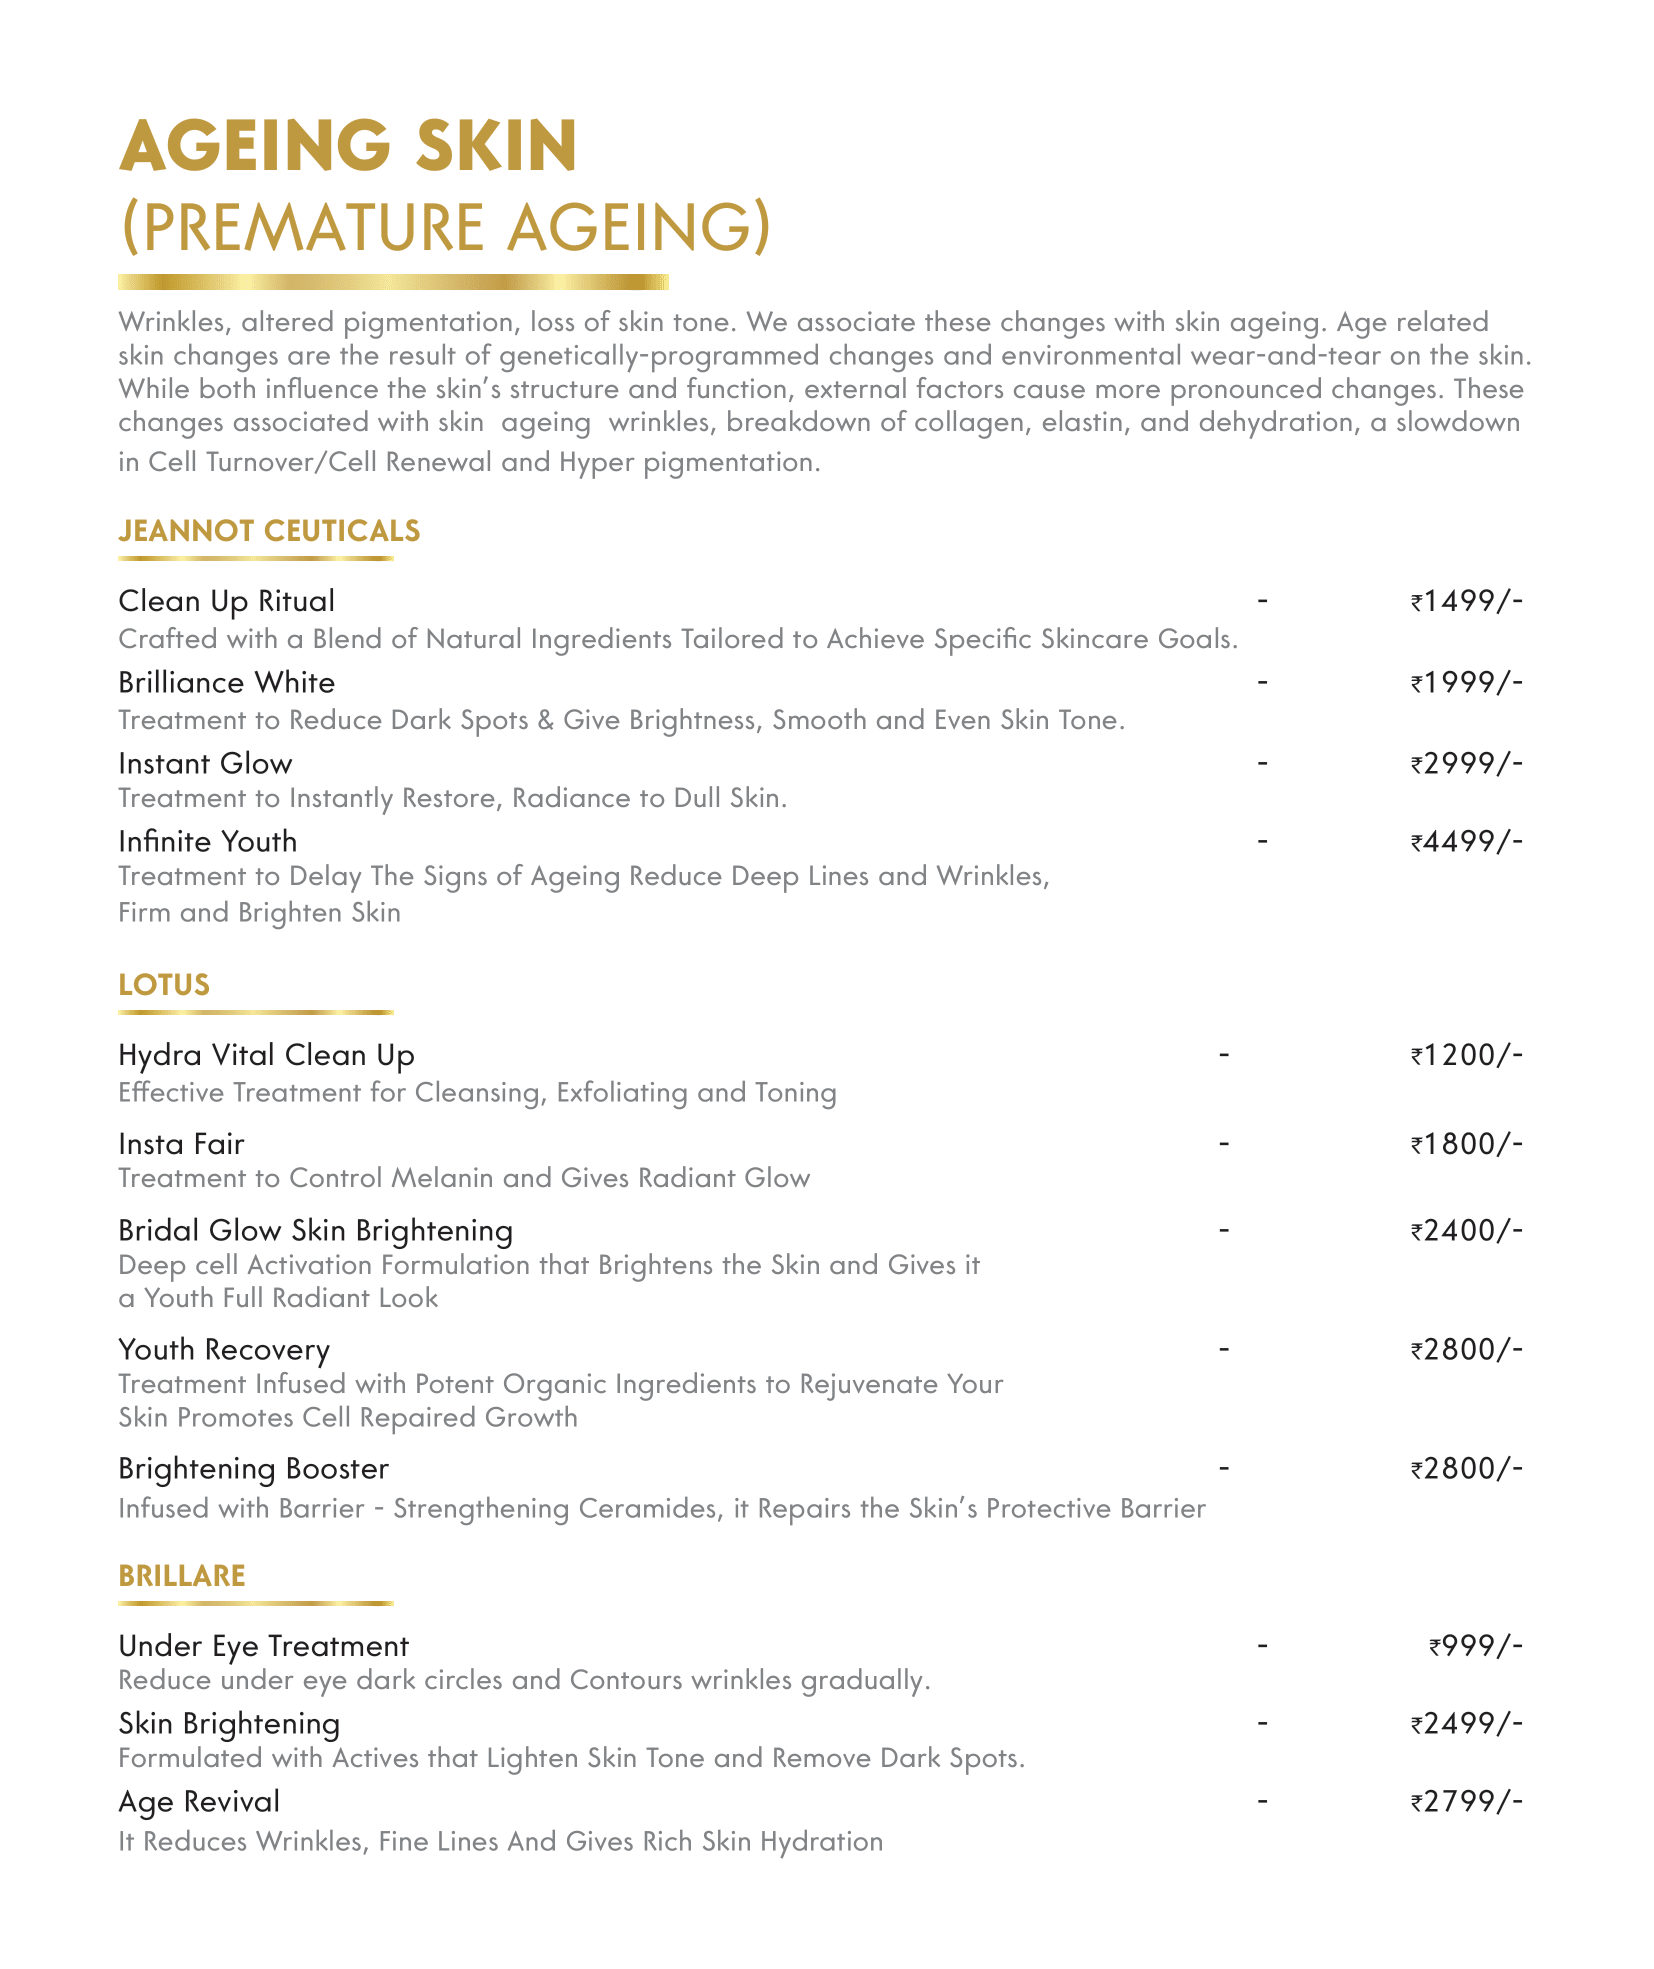 AGEING SKIN
(PREMATURE AGEING)
Wrinkles, altered pigmentation, loss of skin tone. We associate these changes with skin ageing. Age related
skin changes are the result of genetically-programmed changes and environmental wear-and-tear on the skin.
While both influence the skin's structure and function, external factors cause more pronounced changes. These
changes associated with skin  ageing  wrinkles, breakdown of collagen, elastin, and dehydration, a slowdown
in Cell Turnover/Cell Renewal and Hyper pigmentation.
JEANNOT CEUTICALS
Clean Up Ritual - ₹1499/-
Crafted with a Blend of Natural Ingredients Tailored to Achieve Specific Skincare Goals.
Brilliance White - ₹1999/-
Treatment to Reduce Dark Spots & Give Brightness, Smooth and Even Skin Tone.
Instant Glow - ₹2999/-
Treatment to Instantly Restore, Radiance to Dull Skin.
Infinite Youth - ₹4499/-
Treatment to Delay The Signs of Ageing Reduce Deep Lines and Wrinkles,
Firm and Brighten Skin
LOTUS
Hydra Vital Clean Up - ₹1200/-
Effective Treatment for Cleansing, Exfoliating and Toning
Insta Fair - ₹1800/-
Treatment to Control Melanin and Gives Radiant Glow
Bridal Glow Skin Brightening - ₹2400/-
Deep cell Activation Formulation that Brightens the Skin and Gives it
a Youth Full Radiant Look
Youth Recovery - ₹2800/-
Treatment Infused with Potent Organic Ingredients to Rejuvenate Your
Skin Promotes Cell Repaired Growth
Brightening Booster - ₹2800/-
Infused with Barrier - Strengthening Ceramides, it Repairs the Skin's Protective Barrier
BRILLARE
Under Eye Treatment - ₹999/-
Reduce under eye dark circles and Contours wrinkles gradually.
Skin Brightening - ₹2499/-
Formulated with Actives that Lighten Skin Tone and Remove Dark Spots.
Age Revival - ₹2799/-
It Reduces Wrinkles, Fine Lines And Gives Rich Skin Hydration